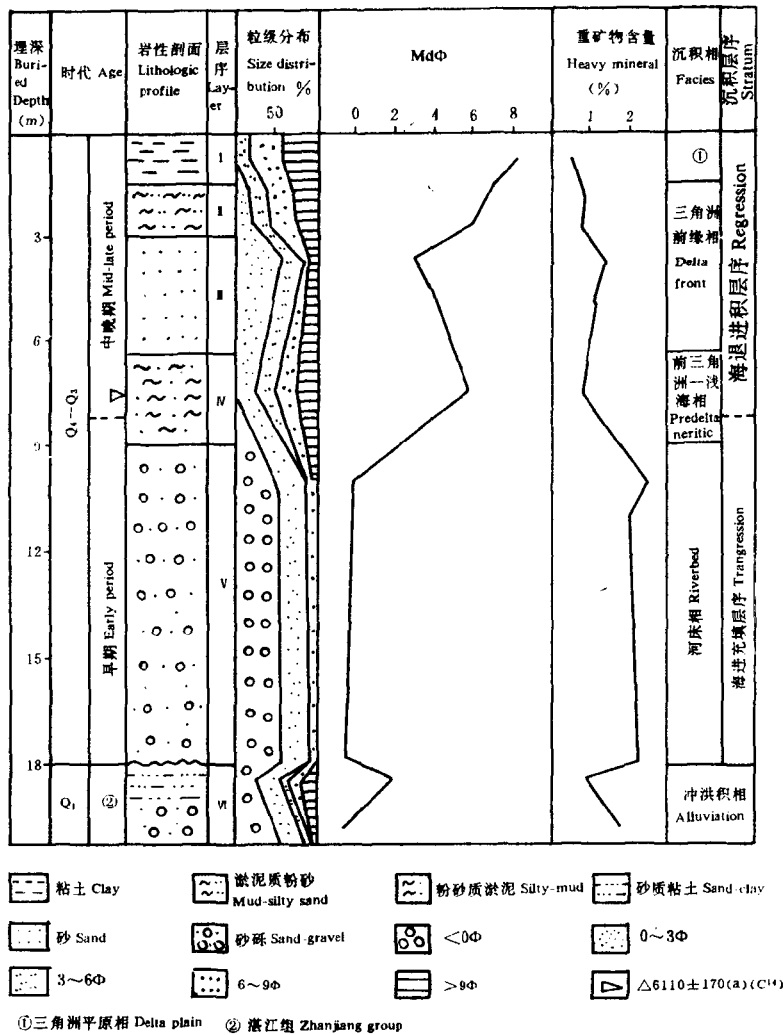 埋深
Buri-
ed
Depth
(m)
时代 Age
岩性剖面
Lithologic
profile
层
序
Lay-
er
粒级分布
Size distri-
bution %
50
MdΦ
0 2 4 6 8
重矿物含量
Heavy mineral
(%)
1 2
沉积相
Facies
沉积层序
Stratum
3
6
9
12
15
18
Q₄—Q₃
中晚期 Mid-late period
早期 Early period
Q₁
②
I
II
IV
V
VI
①
三角洲
前缘相
Delta
front
前三角
洲一浅
海相
Predelta
neritic
河床相 Riverbed
冲洪积相
Alluviation
海退进积层序 Regression
海进充填层序 Trangression
粘土 Clay
淤泥质粉砂
Mud-silty sand
粉砂质淤泥 Silty-mud
砂质粘土 Sand-clay
砂 Sand
砂砾 Sand-gravel
<0Φ
0~3Φ
3~6Φ
6~9Φ
>9Φ
△6110±170(a)(C¹⁴)
①三角洲平原相 Delta plain ②湛江组 Zhanjiang group